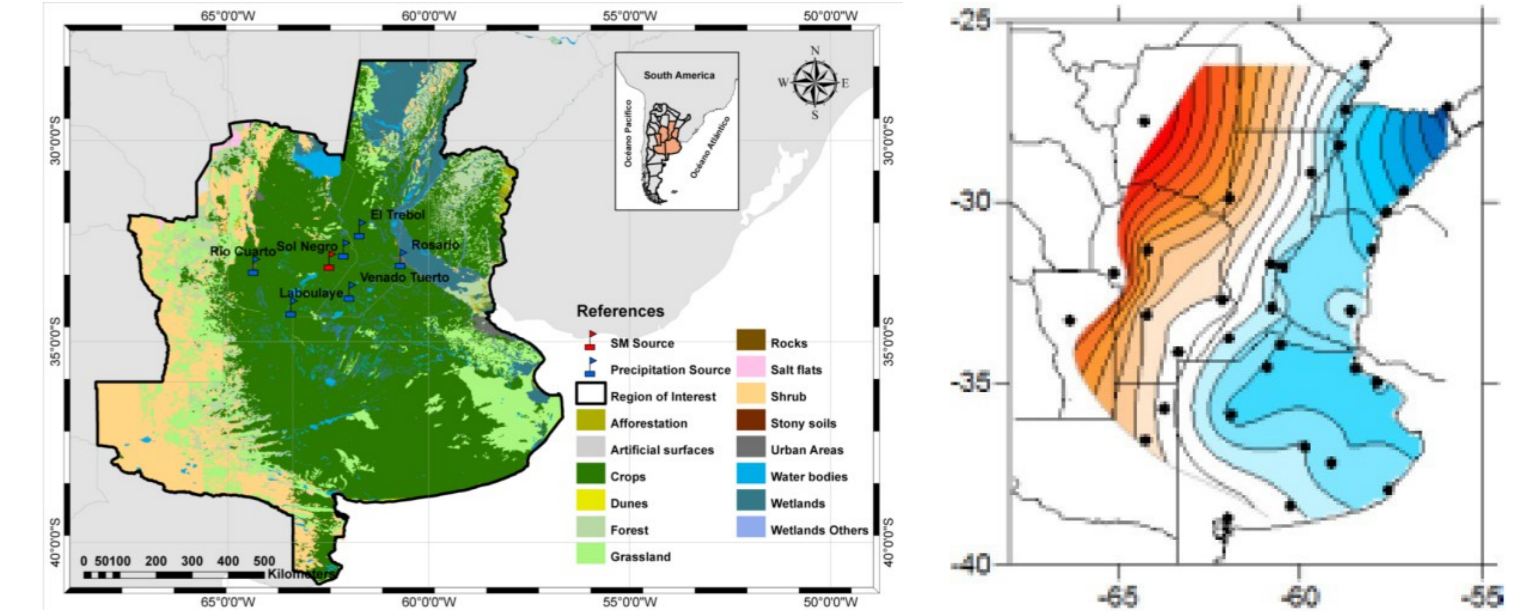 65°0'0"W 60°0'0"W 55°0'0"W 50°0'0"W
30°0'0"S
35°0'0"S
40°0'0"S
N
W E
S
South America
Océano Pacifico
Océano Atlántico
El Trebol
Rio Cuarto
Sol Negro
Rosario
Venado Tuerto
Laboulaye
References
SM Source
Precipitation Source
Region of Interest
Afforestation
Artificial surfaces
Crops
Dunes
Forest
Grassland
Rocks
Salt flats
Shrub
Stony soils
Urban Areas
Water bodies
Wetlands
Wetlands Others
0 50 100 200 300 400 500
Kilometers
30°0'0"S
35°0'0"S
40°0'0"S
65°0'0"W 60°0'0"W 55°0'0"W 50°0'0"W
-25
-30
-35
-40
-65 -60 -55